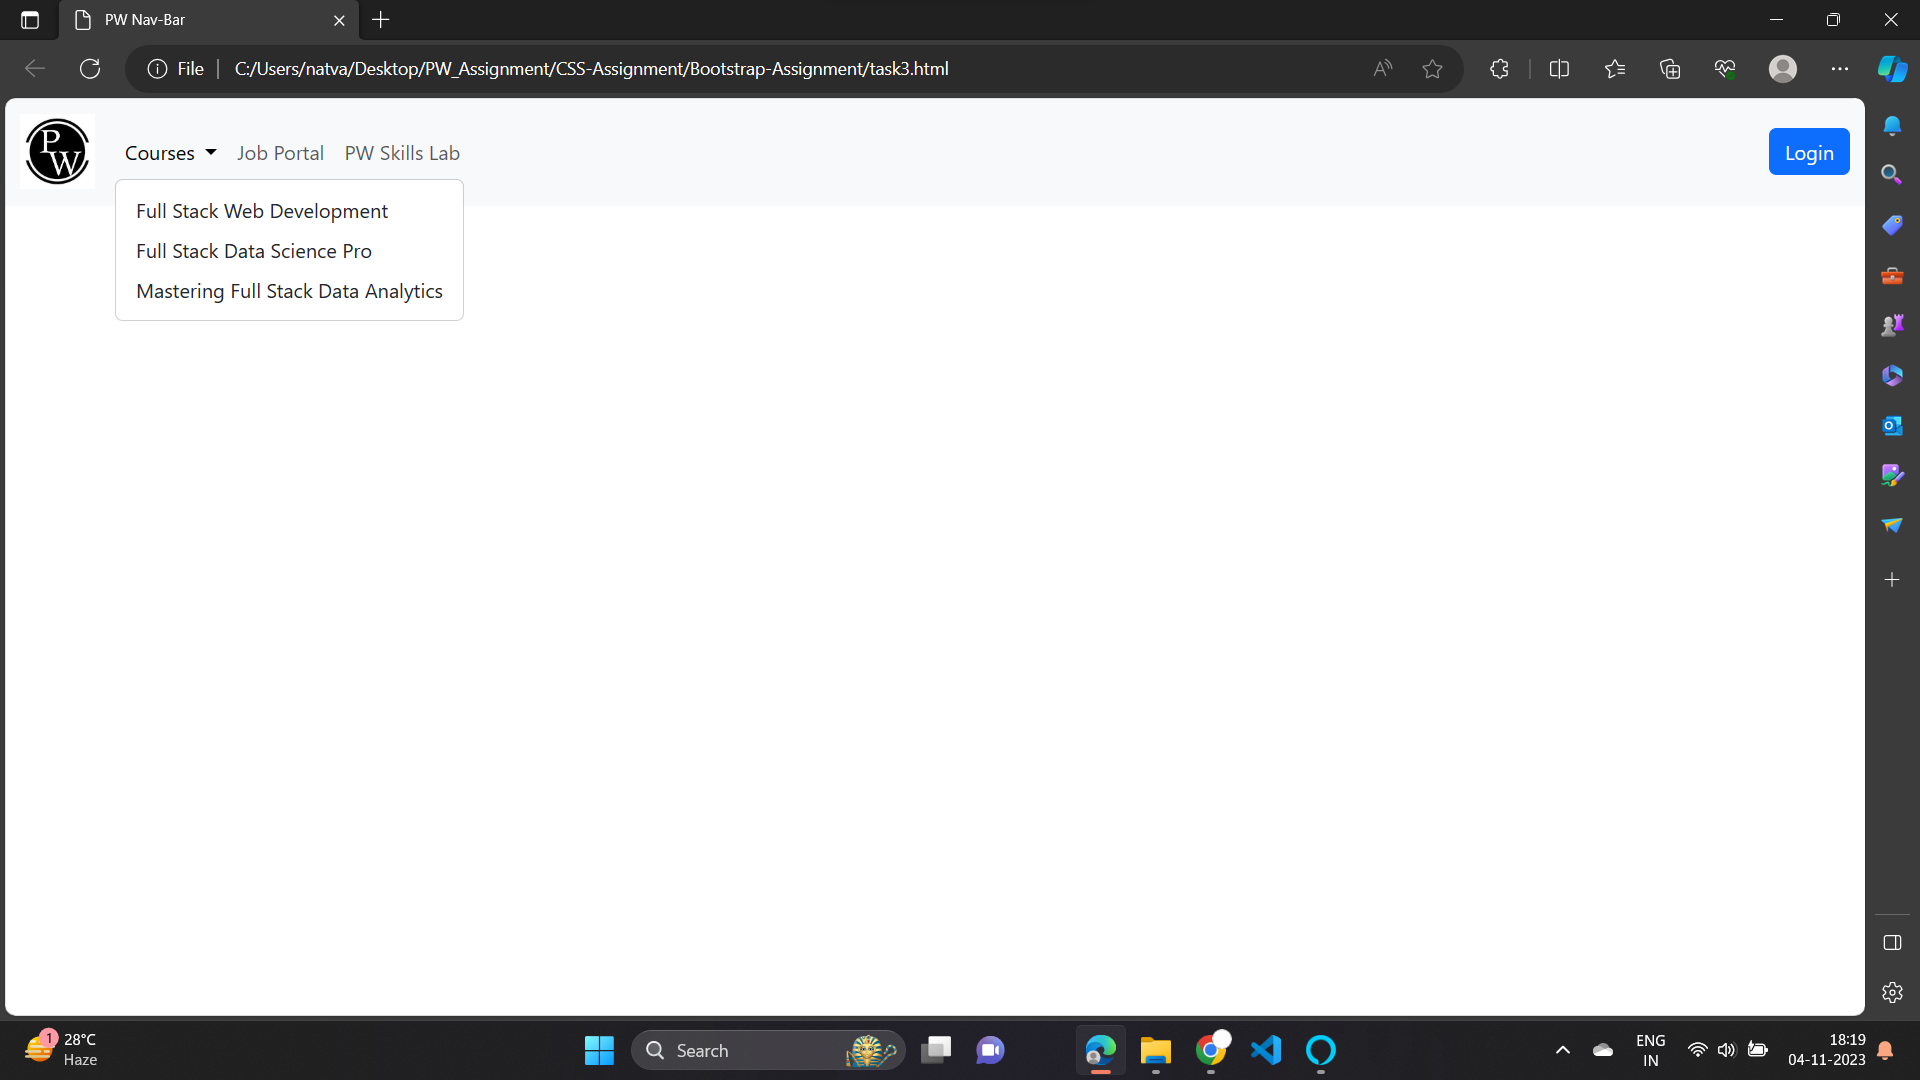 PW Nav-Bar
File
C:/Users/natva/Desktop/PW_Assignment/CSS-Assignment/Bootstrap-Assignment/task3.html
PW
Courses
Job Portal
PW Skills Lab
Login
Full Stack Web Development
Full Stack Data Science Pro
Mastering Full Stack Data Analytics
1
28°C
Haze
Search
ENG
IN
18:19
04-11-2023